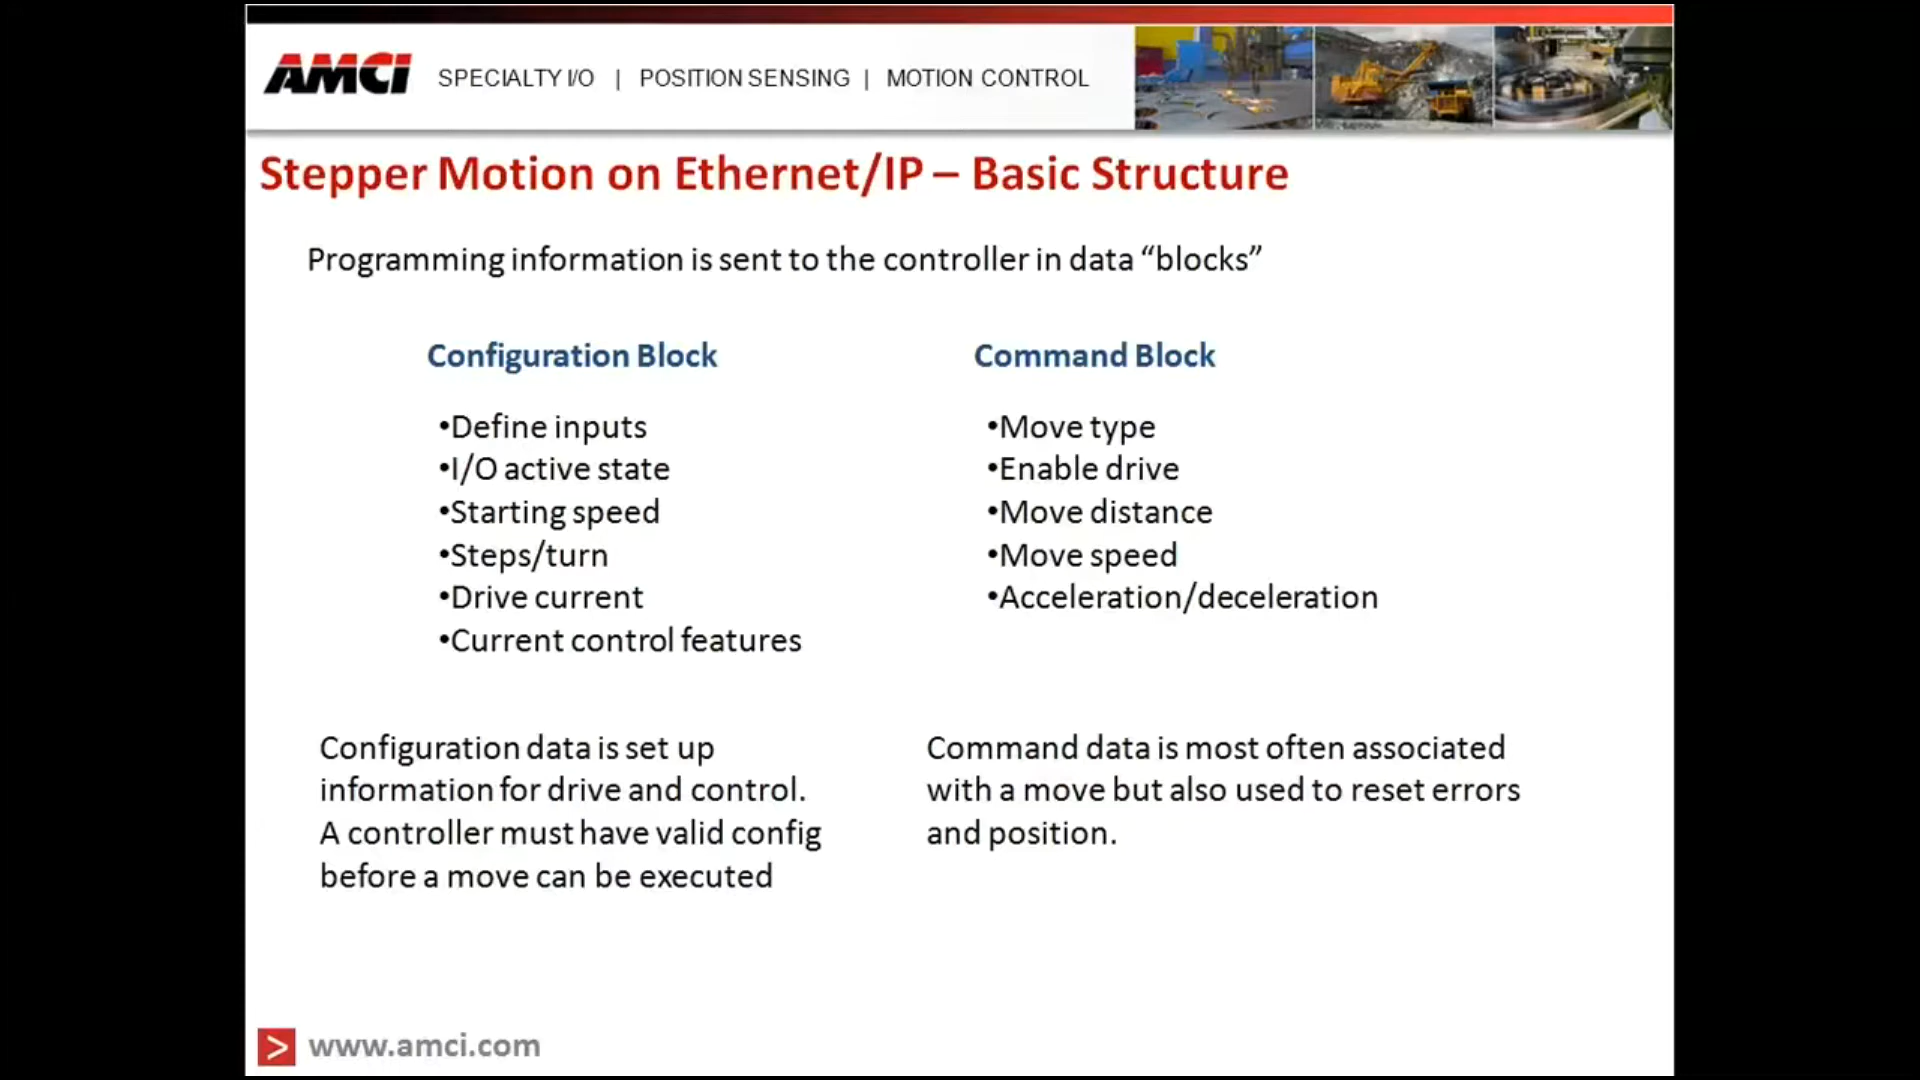 AMCI SPECIALTY I/O | POSITION SENSING | MOTION CONTROL
Stepper Motion on Ethernet/IP – Basic Structure
Programming information is sent to the controller in data “blocks”
Configuration Block
•Define inputs
•I/O active state
•Starting speed
•Steps/turn
•Drive current
•Current control features
Configuration data is set up
information for drive and control.
A controller must have valid config
before a move can be executed
Command Block
•Move type
•Enable drive
•Move distance
•Move speed
•Acceleration/deceleration
Command data is most often associated
with a move but also used to reset errors
and position.
> www.amci.com